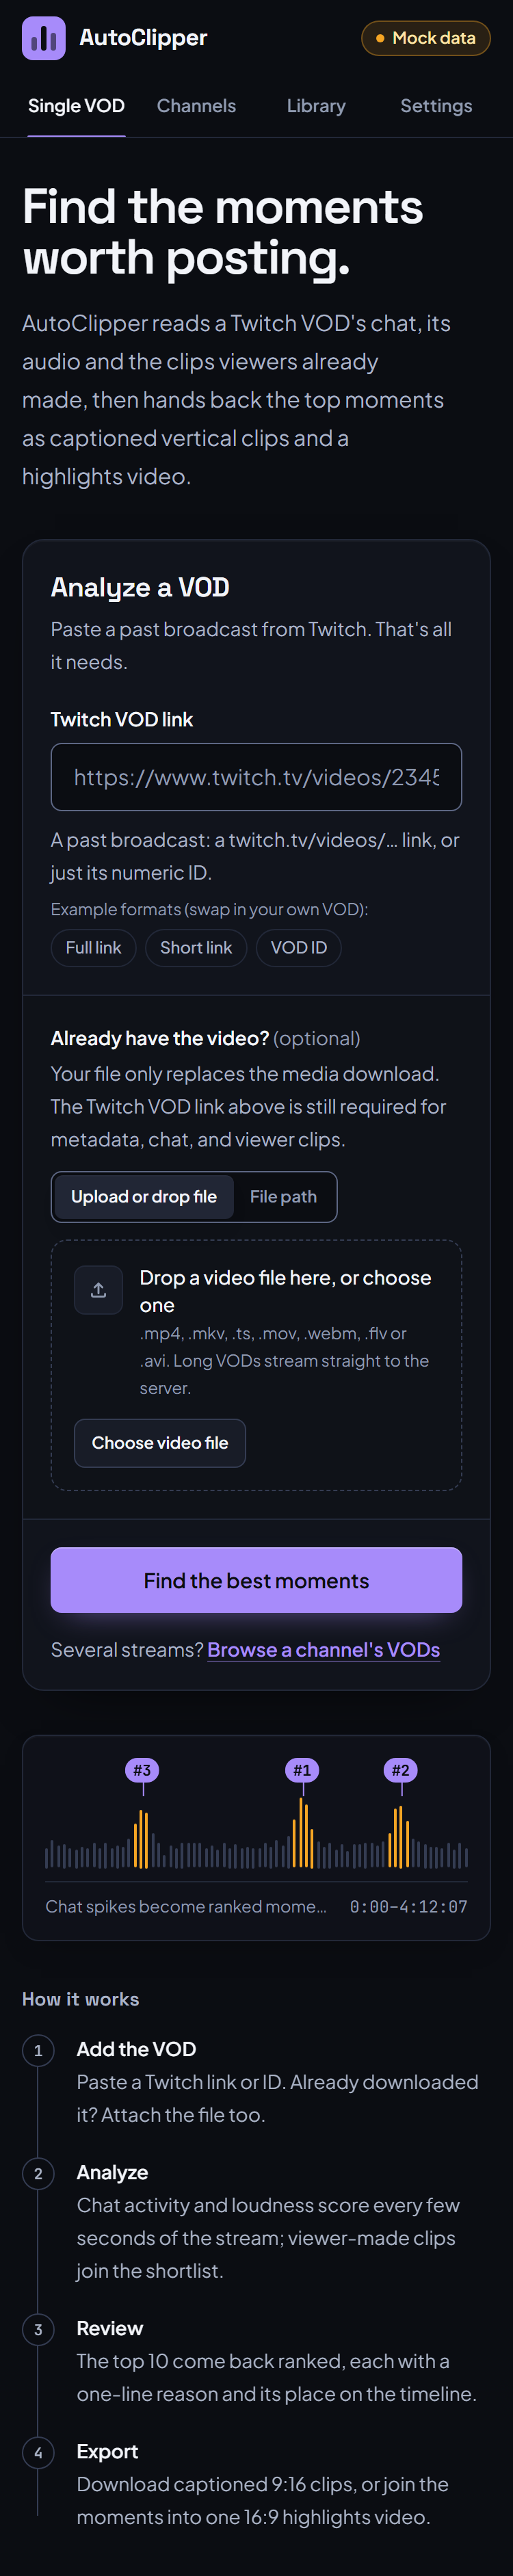 AutoClipper
Mock data
Single VOD
Channels
Library
Settings
Find the moments
worth posting.
AutoClipper reads a Twitch VOD's chat, its
audio and the clips viewers already
made, then hands back the top moments
as captioned vertical clips and a
highlights video.
Analyze a VOD
Paste a past broadcast from Twitch. That's all
it needs.
Twitch VOD link
https://www.twitch.tv/videos/2345
A past broadcast: a twitch.tv/videos/… link, or
just its numeric ID.
Example formats (swap in your own VOD):
Full link
Short link
VOD ID
Already have the video? (optional)
Your file only replaces the media download.
The Twitch VOD link above is still required for
metadata, chat, and viewer clips.
Upload or drop file
File path
Drop a video file here, or choose
one
.mp4, .mkv, .ts, .mov, .webm, .flv or
.avi. Long VODs stream straight to the
server.
Choose video file
Find the best moments
Several streams? Browse a channel's VODs
#3
#1
#2
Chat spikes become ranked mome…
0:00–4:12:07
How it works
1
Add the VOD
Paste a Twitch link or ID. Already downloaded
it? Attach the file too.
2
Analyze
Chat activity and loudness score every few
seconds of the stream; viewer-made clips
join the shortlist.
3
Review
The top 10 come back ranked, each with a
one-line reason and its place on the timeline.
4
Export
Download captioned 9:16 clips, or join the
moments into one 16:9 highlights video.